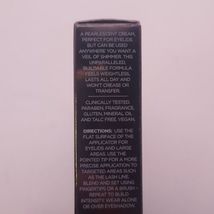 A PEARLESCENT CREAM,
PERFECT FOR EYELIDS
BUT CAN BE USED
ANYWHERE YOU WANT A
VEIL OF SHIMMER. THIS
UNPARALLELED,
BUILDABLE FORMULA
FEELS WEIGHTLESS,
LASTS ALL DAY AND
WON'T CREASE OR
TRANSFER.
CLINICALLY TESTED.
PARABEN, FRAGRANCE,
GLUTEN, MINERAL OIL
AND TALC FREE. VEGAN.
DIRECTIONS: USE THE
FLAT SURFACE OF THE
APPLICATOR FOR
EYELIDS AND LARGE
AREAS. USE THE
POINTED TIP FOR A MORE
PRECISE APPLICATION
TO TARGETED AREAS SUCH
AS THE LASH LINE.
BLEND AND SET USING
FINGERTIPS OR A BRUSH.
REPEAT TO BUILD
INTENSITY. WEAR ALONE
OR OVER EYESHADOW.